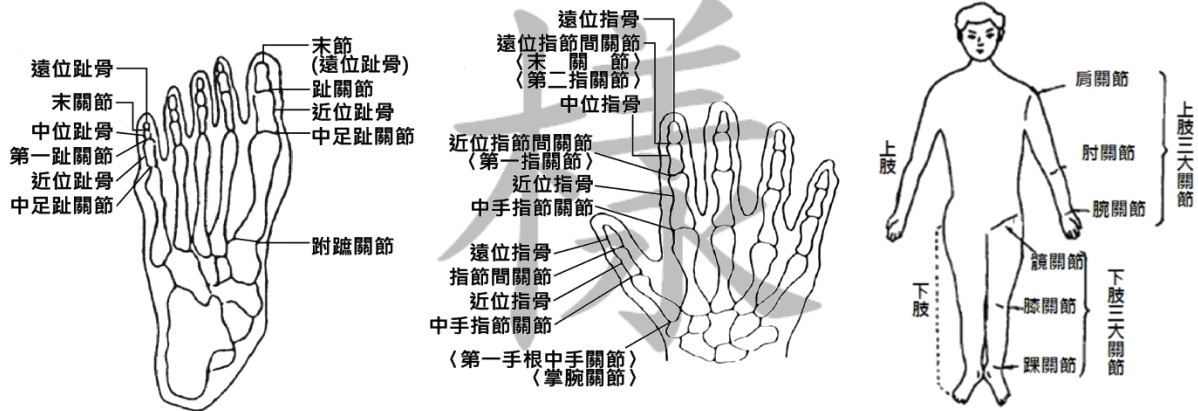 末節
(遠位趾骨)
趾關節
近位趾骨
中足趾關節
跗蹠關節
遠位趾骨
末關節
中位趾骨
第一趾關節
近位趾骨
中足趾關節
遠位指骨
遠位指節間關節
〈末 關 節〉
〈第二指關節〉
中位指骨
近位指節間關節
〈第一指關節〉
近位指骨
中手指節關節
遠位指骨
指節間關節
近位指骨
中手指節關節
〈第一手根中手關節〉
〈掌腕關節〉
樣
肩關節
肘關節
腕關節
上肢三大關節
上肢
髖關節
膝關節
踝關節
下肢三大關節
下肢